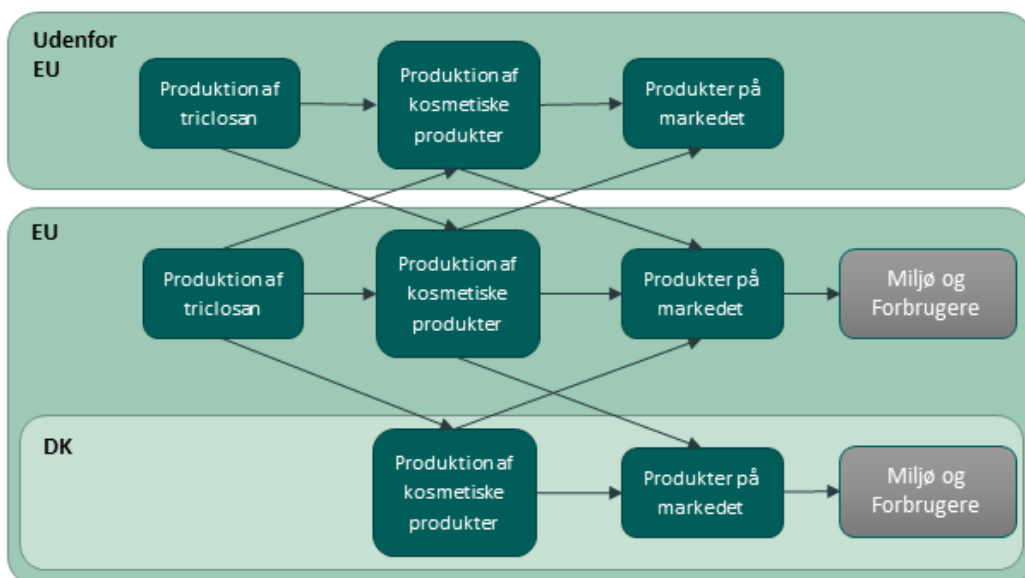 Udenfor
EU
Produktion af
triclosan
Produktion af
kosmetiske
produkter
Produkter på
markedet
EU
Produktion af
triclosan
Produktion af
kosmetiske
produkter
Produkter på
markedet
Miljø og
Forbrugere
DK
Produktion af
kosmetiske
produkter
Produkter på
markedet
Miljø og
Forbrugere